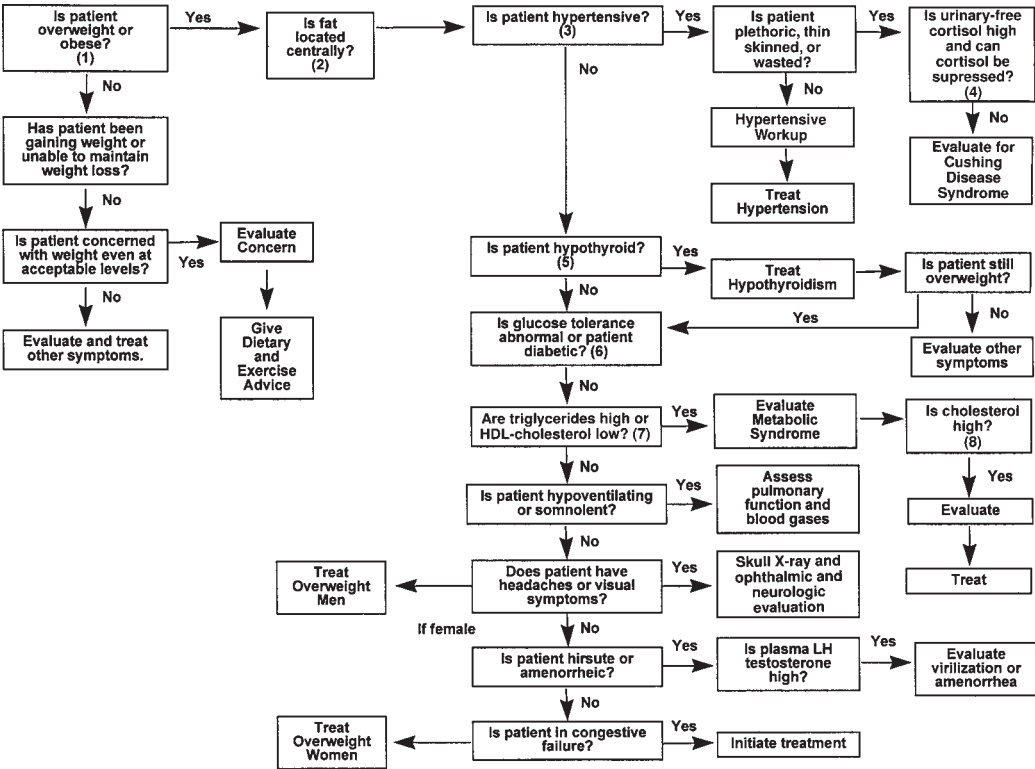 Is patient
overweight or
obese?
(1)
Yes
Is fat
located
centrally?
(2)
Is patient hypertensive?
(3)
Yes
Is patient
plethoric, thin
skinned, or
wasted?
Yes
Is urinary-free
cortisol high
and can
cortisol be
supressed?
(4)
No
No
No
No
Has patient been
gaining weight or
unable to maintain
weight loss?
Hypertensive
Workup
Evaluate for
Cushing
Disease
Syndrome
No
Treat
Hypertension
Is patient concerned
with weight even at
acceptable levels?
Yes
Evaluate
Concern
Is patient hypothyroid?
(5)
Yes
Treat
Hypothyroidism
Is patient still
overweight?
No
No
Yes
No
Evaluate and treat
other symptoms.
Give
Dietary
and
Exercise
Advice
Is glucose tolerance
abnormal or patient
diabetic? (6)
Evaluate other
symptoms
No
Are triglycerides high or
HDL-cholesterol low? (7)
Yes
Evaluate
Metabolic
Syndrome
Is cholesterol
high?
(8)
No
Yes
Is patient hypoventilating
or somnolent?
Yes
Assess
pulmonary
function and
blood gases
Evaluate
No
Treat
Overweight
Men
Does patient have
headaches or visual
symptoms?
Yes
Skull X-ray and
ophthalmic and
neurologic
evaluation
Treat
If female
No
Is patient hirsute or
amenorrheic?
Yes
Is plasma LH
testosterone
high?
Yes
Evaluate
virilization or
amenorrhea
No
Treat
Overweight
Women
Is patient in congestive
failure?
Yes
Initiate treatment